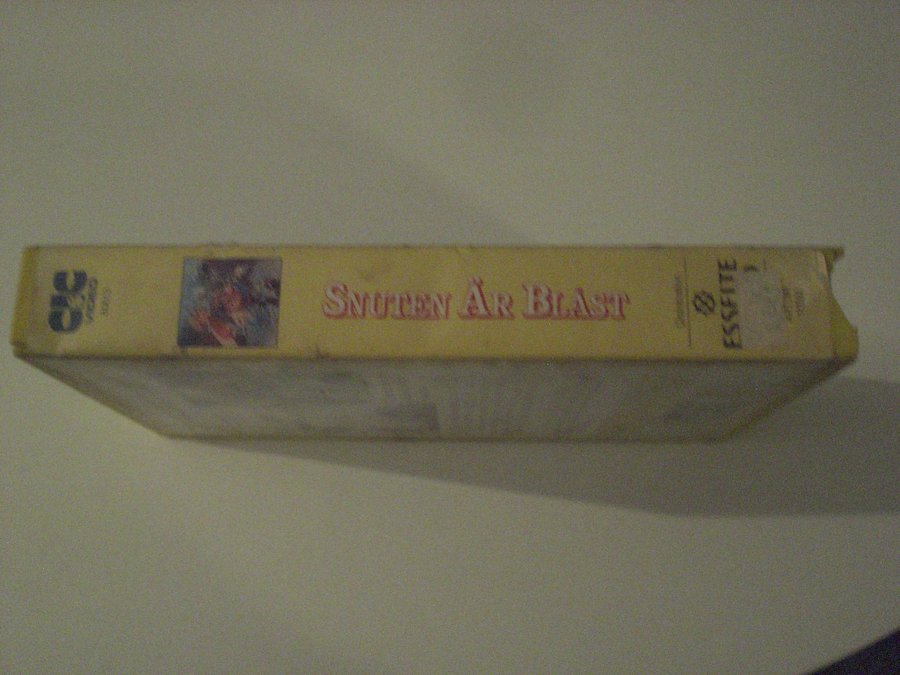 CIC
VIDEO
SNUTEN ÄR BLÅST
ESSELTE